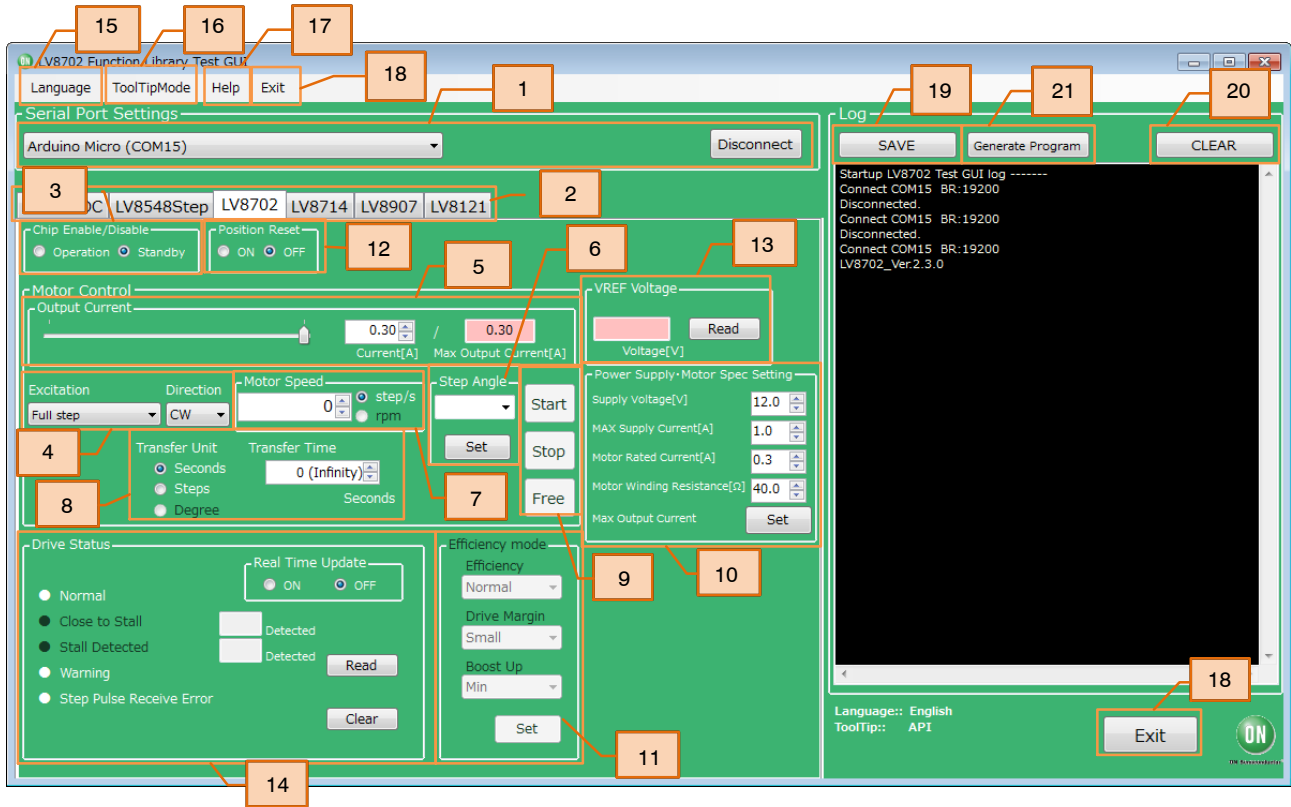 15
16
17
LV8702 Function Library Test GUI
18
Language ToolTipMode Help Exit
1
19
21
20
Serial Port Settings
Log
Arduino Micro (COM15)
Disconnect
SAVE
Generate Program
CLEAR
3
2
LV8548Step LV8702 LV8714 LV8907 LV8121
Startup LV8702 Test GUI log -------
Connect COM15 BR:19200
Disconnected.
Connect COM15 BR:19200
Disconnected.
Connect COM15 BR:19200
LV8702_Ver.2.3.0
Chip Enable/Disable
Operation Standby
Position Reset
ON OFF
12
5
6
13
Motor Control
Output Current
0.30 / 0.30
Current[A] Max Output Current[A]
VREF Voltage
Read
Voltage[V]
Excitation Direction
Full step CW
Motor Speed
0 step/s
rpm
Step Angle
Set
Start
Stop
Free
Power Supply・Motor Spec Setting
Supply Voltage[V] 12.0
MAX Supply Current[A] 1.0
Motor Rated Current[A] 0.3
Motor Winding Resistance[Ω] 40.0
Max Output Current Set
4
Transfer Unit Transfer Time
Seconds 0 (Infinity)
Steps Seconds
Degree
8
7
9
10
Drive Status
Real Time Update
ON OFF
Normal
Close to Stall Detected
Stall Detected Detected
Read
Warning
Step Pulse Receive Error
Clear
Efficiency mode
Efficiency
Normal
Drive Margin
Small
Boost Up
Min
Set
11
14
Language:: English
ToolTip:: API
18
Exit
ON
ON Semiconductor